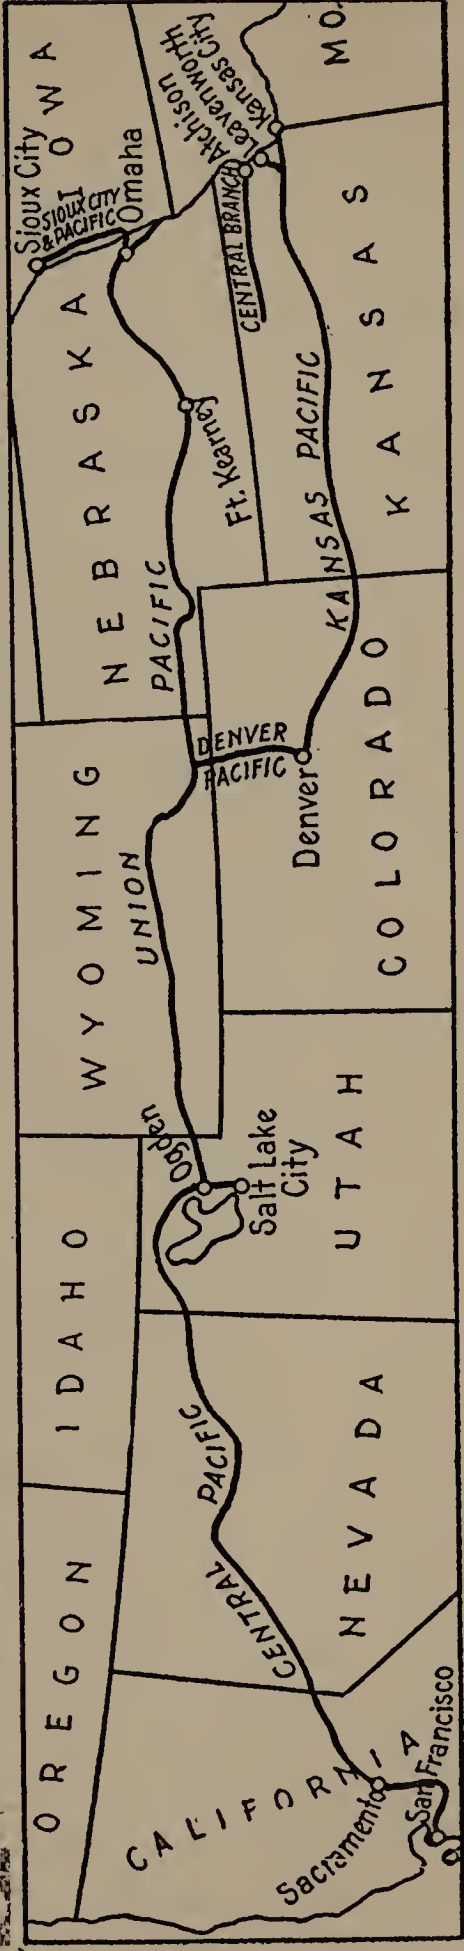 OREGON
IDAHO
WYOMING
NEBRASKA
IOWA
Sioux City
SIOUX CITY
& PACIFIC
Omaha
Atchison
Leavenworth
Kansas City
MO.
CENTRAL BRANCH
KANSAS
KANSAS PACIFIC
Ft. Kearney
UNION PACIFIC
DENVER
PACIFIC
Denver
COLORADO
Ogden
Salt Lake
City
UTAH
CENTRAL PACIFIC
NEVADA
CALIFORNIA
Sacramento
San Francisco